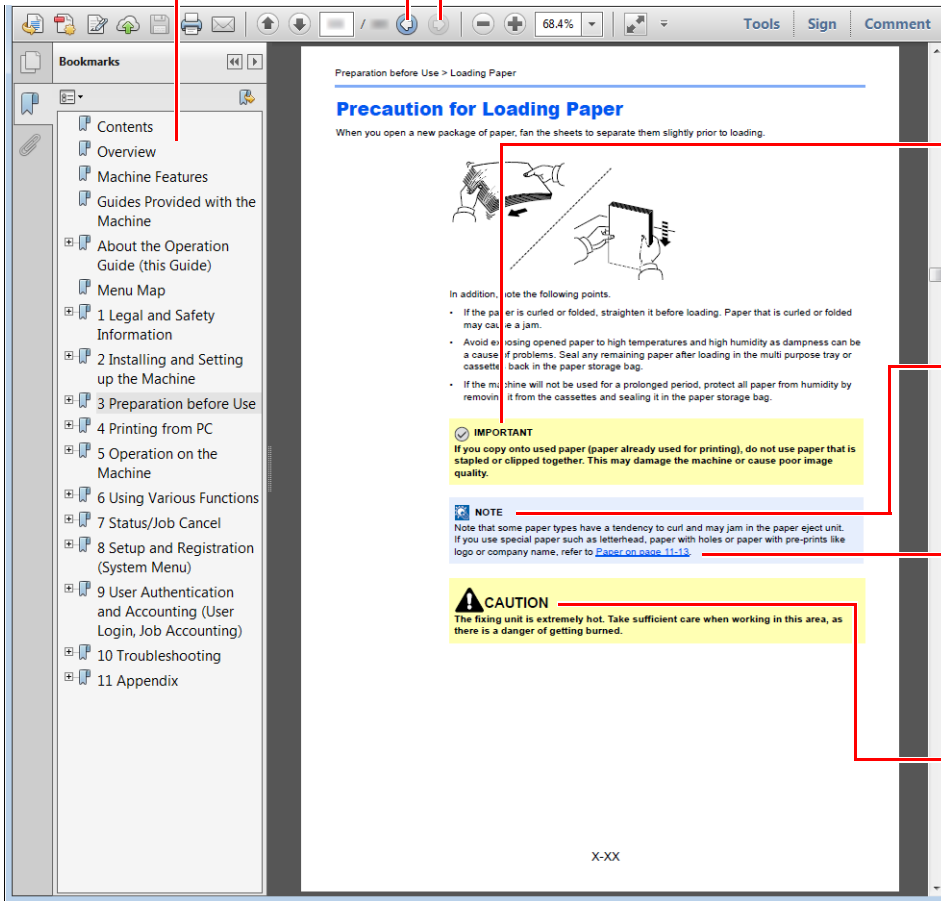 /
68.4%
Tools
Sign
Comment
Bookmarks
Contents
Overview
Machine Features
Guides Provided with the
Machine
About the Operation
Guide (this Guide)
Menu Map
1 Legal and Safety
Information
2 Installing and Setting
up the Machine
3 Preparation before Use
4 Printing from PC
5 Operation on the
Machine
6 Using Various Functions
7 Status/Job Cancel
8 Setup and Registration
(System Menu)
9 User Authentication
and Accounting (User
Login, Job Accounting)
10 Troubleshooting
11 Appendix
Preparation before Use > Loading Paper
Precaution for Loading Paper
When you open a new package of paper, fan the sheets to separate them slightly prior to loading.
In addition, note the following points.
• If the paper is curled or folded, straighten it before loading. Paper that is curled or folded
may cause a jam.
• Avoid exposing opened paper to high temperatures and high humidity as dampness can be
a cause of problems. Seal any remaining paper after loading in the multi purpose tray or
cassettes back in the paper storage bag.
• If the machine will not be used for a prolonged period, protect all paper from humidity by
removing it from the cassettes and sealing it in the paper storage bag.
IMPORTANT
If you copy onto used paper (paper already used for printing), do not use paper that is
stapled or clipped together. This may damage the machine or cause poor image
quality.
NOTE
Note that some paper types have a tendency to curl and may jam in the paper eject unit.
If you use special paper such as letterhead, paper with holes or paper with pre-prints like
logo or company name, refer to Paper on page 11-13.
CAUTION
The fixing unit is extremely hot. Take sufficient care when working in this area, as
there is a danger of getting burned.
X-XX